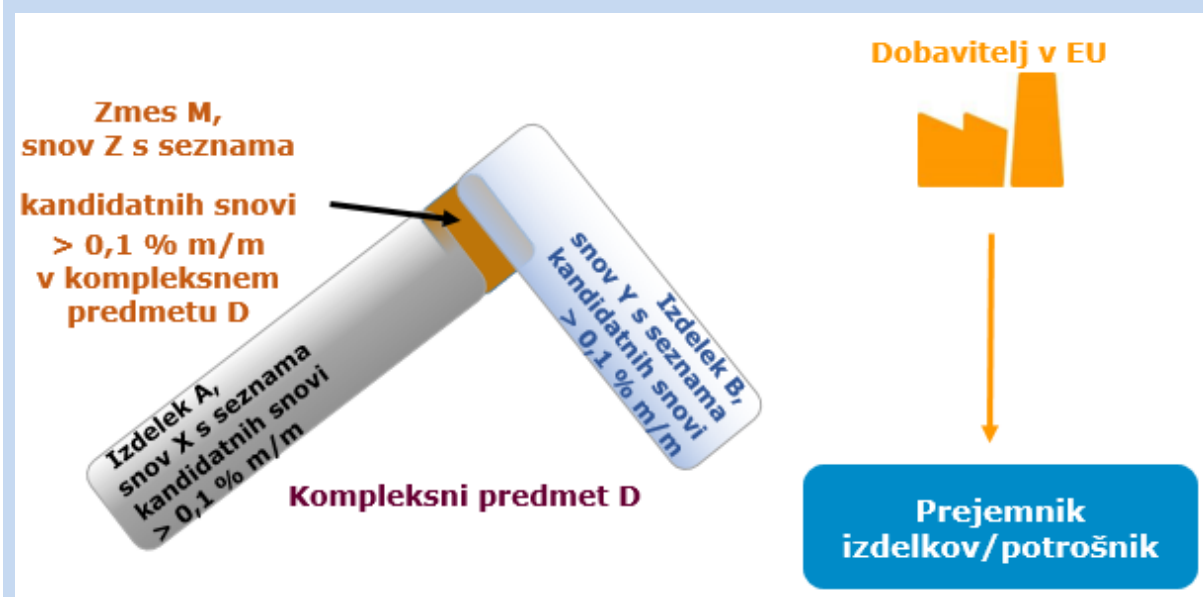 Dobavitelj v EU
Zmes M,
snov Z s seznama
kandidatnih snovi
> 0,1 % m/m
v kompleksnem
predmetu D
Izdelek A,
snov X s seznama
kandidatnih snovi
> 0,1 % m/m
Izdelek B,
snov Y s seznama
kandidatnih snovi
> 0,1 % m/m
Kompleksni predmet D
Prejemnik
izdelkov/potrošnik